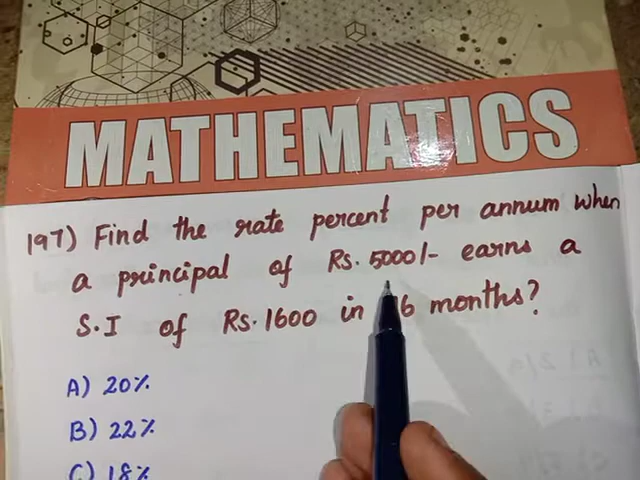 MATHEMATICS
197) Find the rate percent per annum when
a principal of Rs. 5000/- earns a
S.I of Rs. 1600 in 6 months?
A) 20%
B) 22%
C) 18%